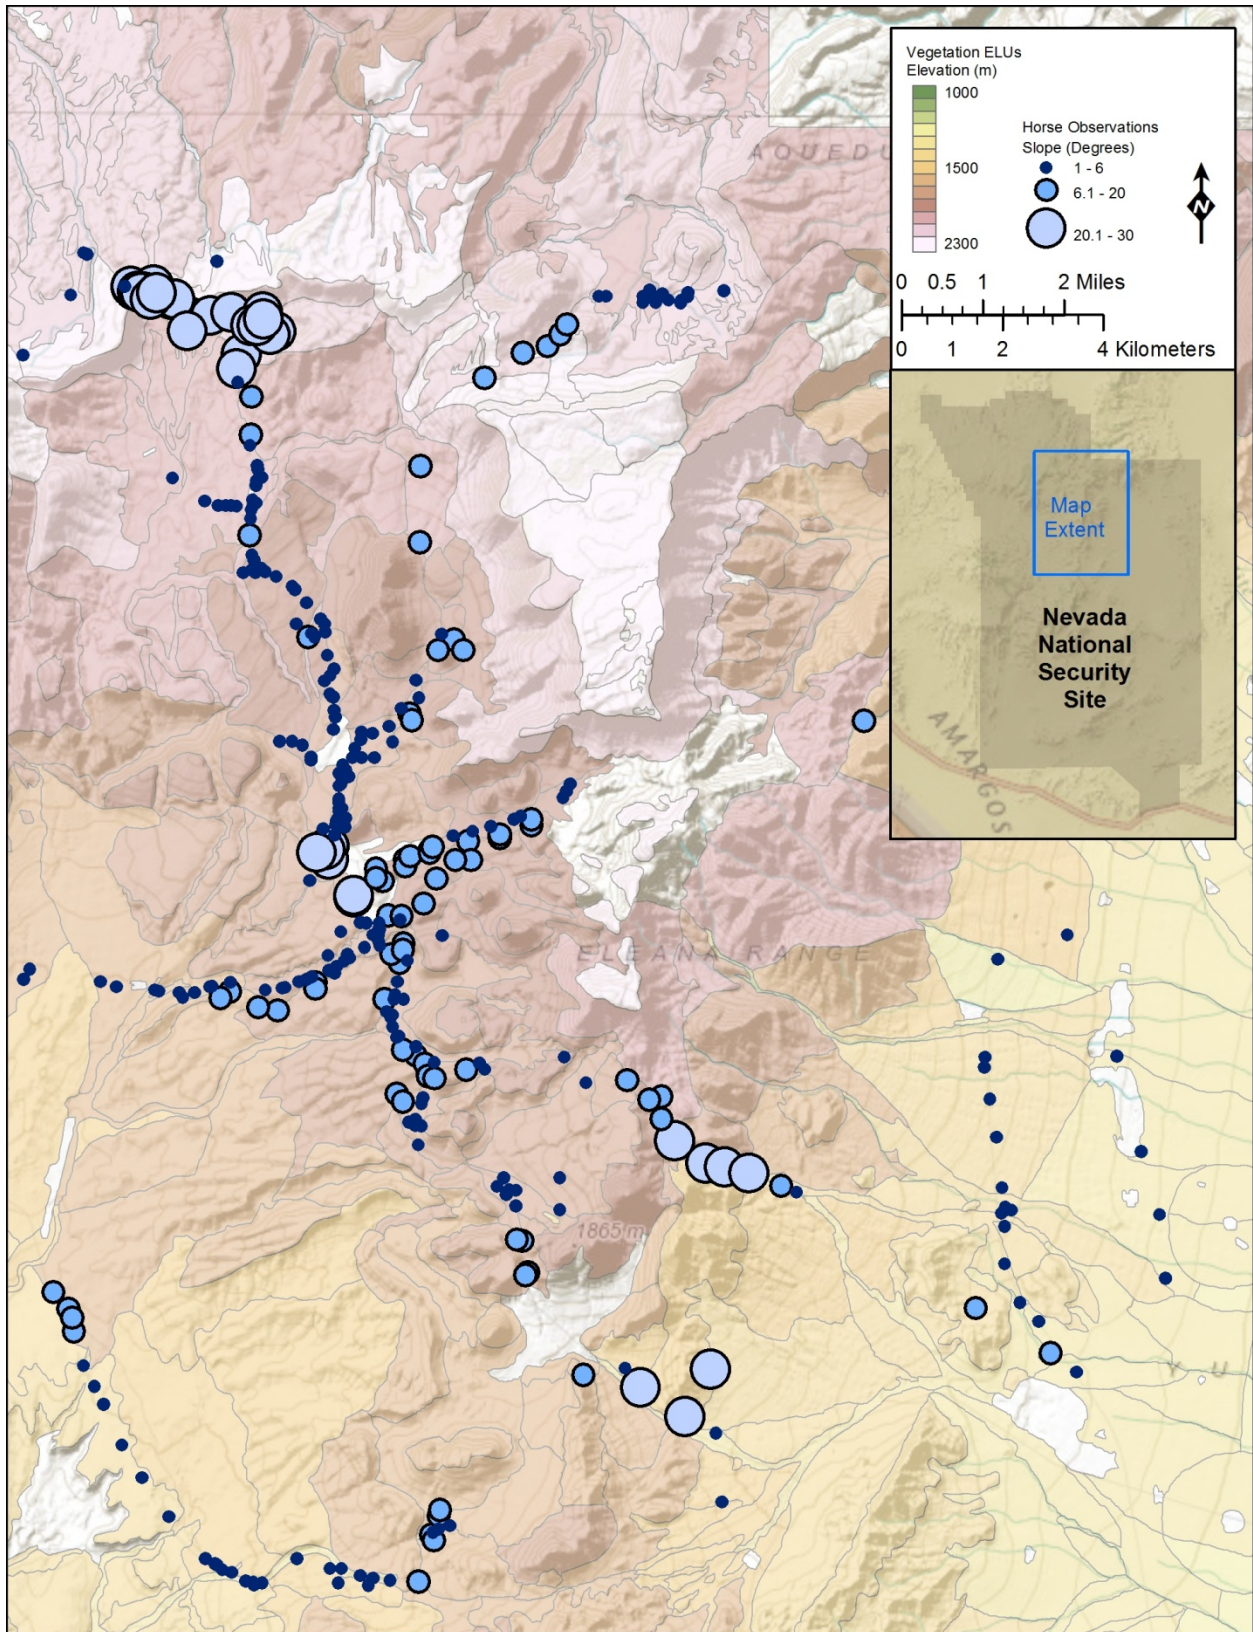 Vegetation ELUs
Elevation (m)
1000
1500
2300
Horse Observations
Slope (Degrees)
1 - 6
6.1 - 20
20.1 - 30
N
0 0.5 1 2 Miles
0 1 2 4 Kilometers
AQUEDU
Map
Extent
Nevada
National
Security
Site
AMARGOS
ELEANA RANGE
1865 m
Y U